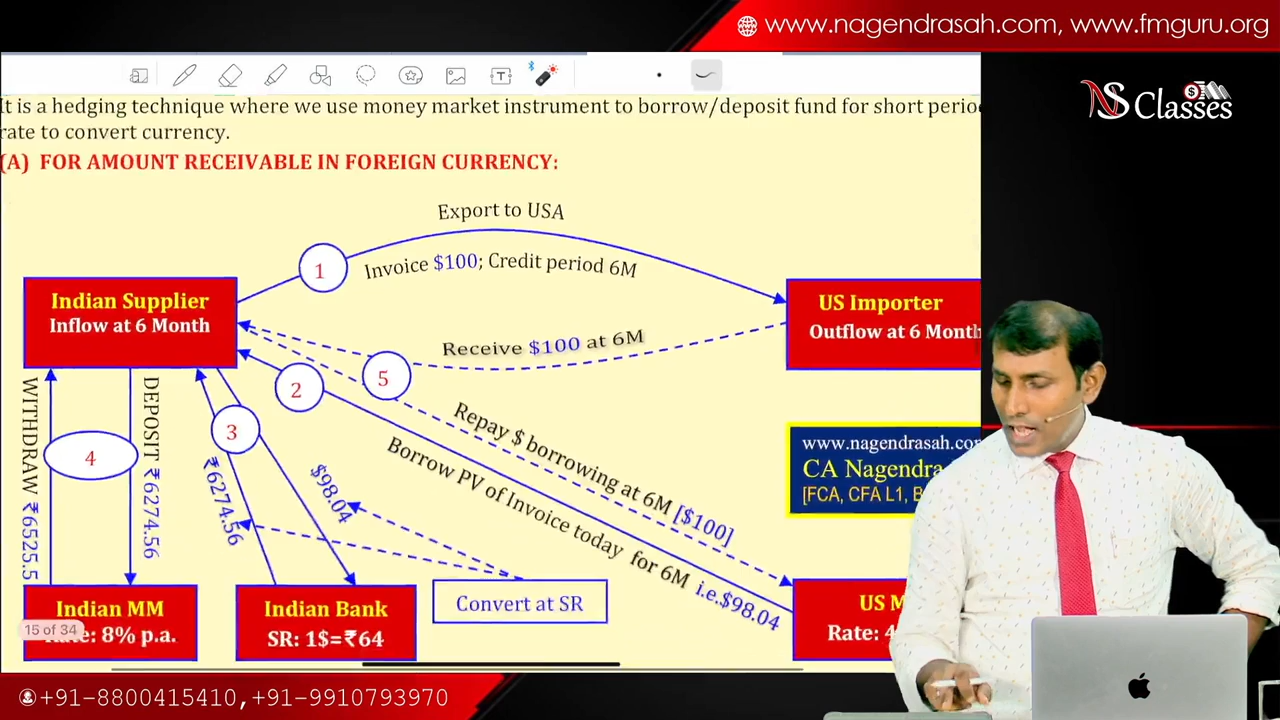 www.nagendrasah.com, www.fmguru.org
NS Classes
It is a hedging technique where we use money market instrument to borrow/deposit fund for short
rate to convert currency.
(A) FOR AMOUNT RECEIVABLE IN FOREIGN CURRENCY:
Export to USA
1
Invoice $100; Credit period 6M
Indian Supplier
Inflow at 6 Month
US Importer
Outflow at 6 Month
Receive $100 at 6M
5
2
3
4
Repay $ borrowing at 6M [$100]
Borrow PV of Invoice today for 6M i.e.$98.04
WITHDRAW ₹6525.5
DEPOSIT ₹6274.56
₹6274.56
$98.04
www.nagendrasah.co
CA Nagendra
[FCA, CFA L1,
Convert at SR
Indian MM
Rate: 8% p.a.
15 of 34
Indian Bank
SR: 1$=₹64
US
Rate:
+91-8800415410,+91-9910793970